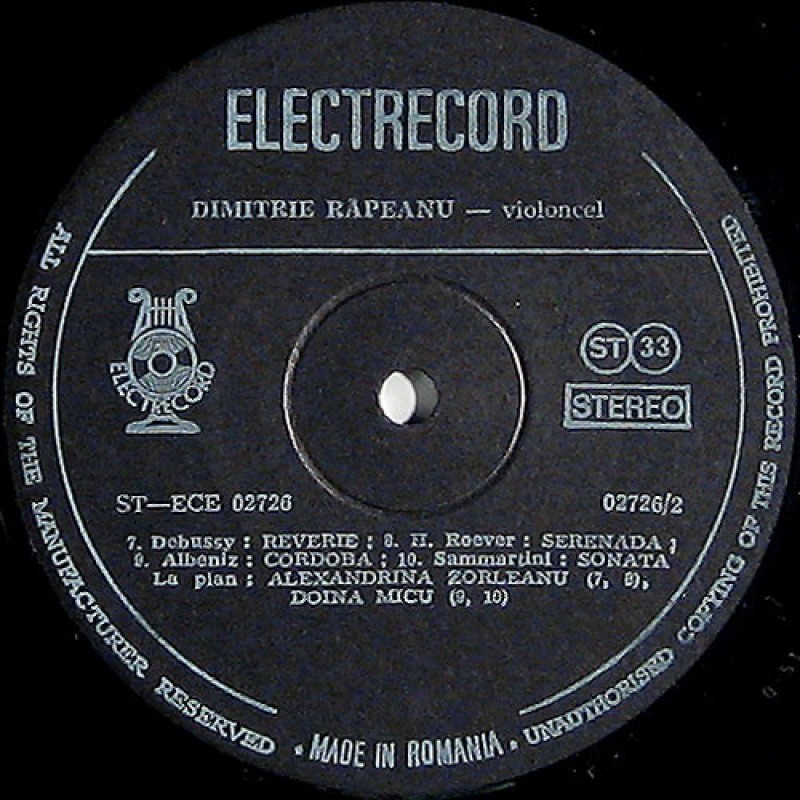 ELECTRECORD
DIMITRIE RĂPEANU — violoncel
ELECTRECORD
ST 33
STEREO
ST—ECE 02726
02726/2
7. Debussy : REVERIE ; 8. H. Roever : SERENADA ;
9. Albeniz : CORDOBA ; 10. Sammartini : SONATA
La pian : ALEXANDRINA ZORLEANU (7, 8),
DOINA MICU (9, 10)
ALL RIGHTS OF THE MANUFACTURER RESERVED
• MADE IN ROMANIA •
UNAUTHORISED COPYING OF THIS RECORD PROHIBITED